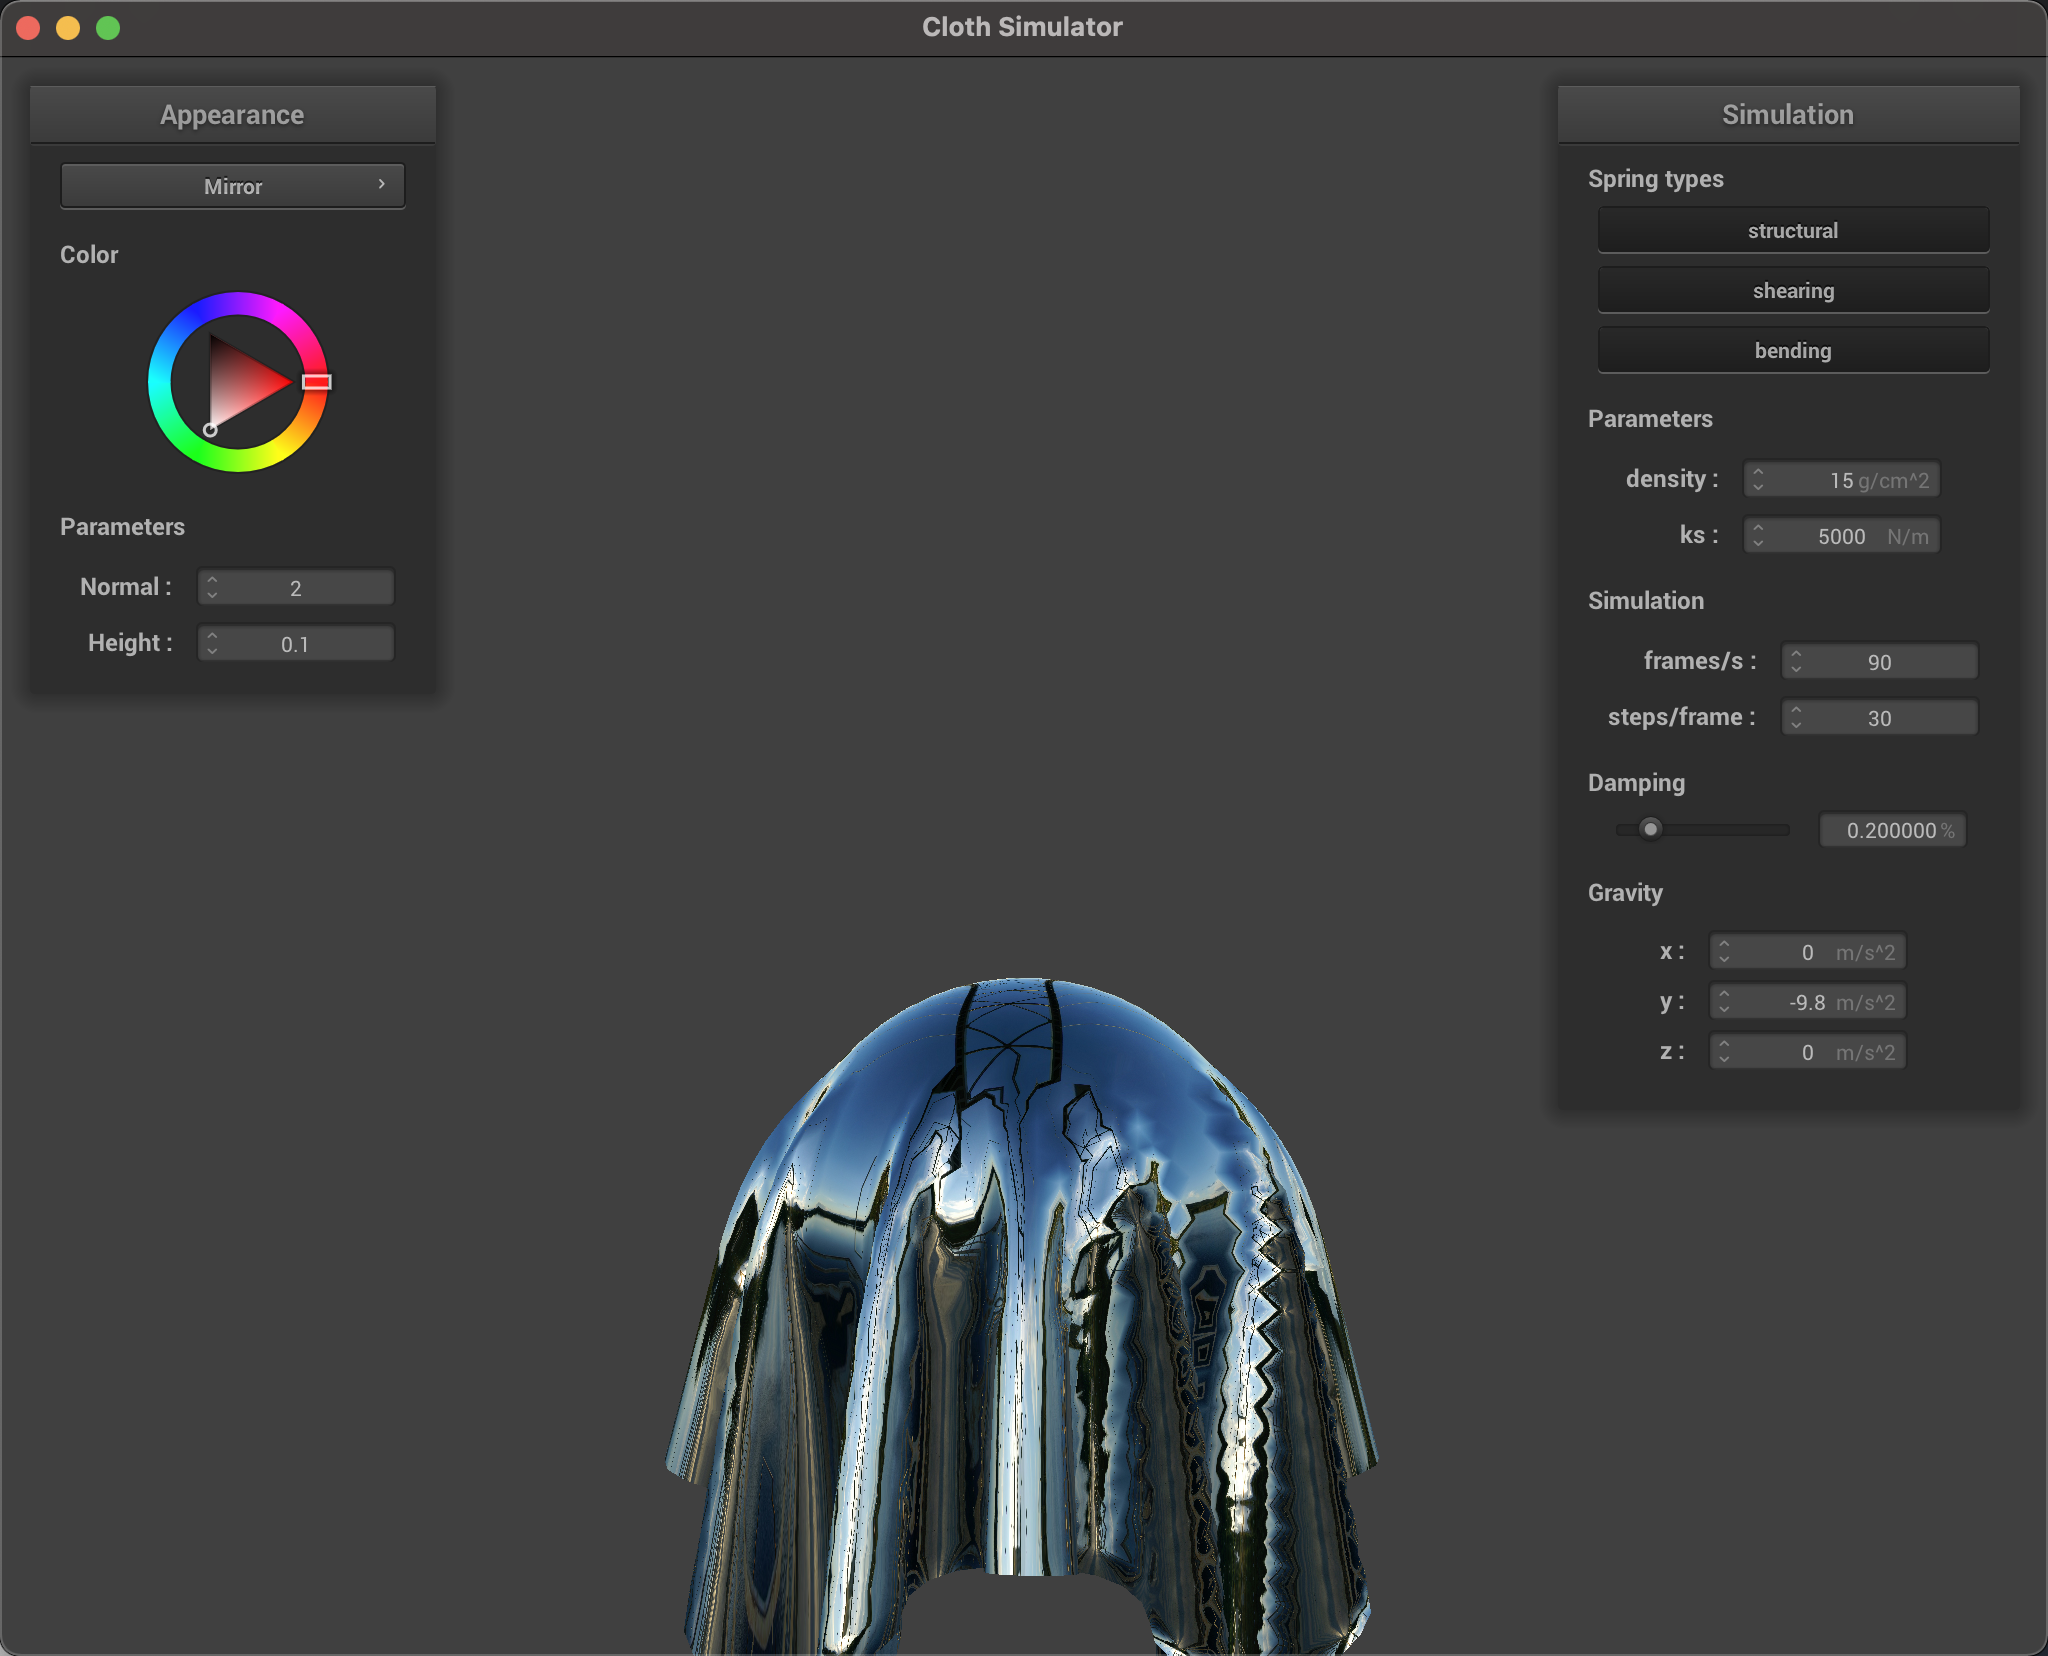 Cloth Simulator
Appearance
Mirror
Color
Parameters
Normal : 2
Height : 0.1
Simulation
Spring types
structural
shearing
bending
Parameters
density : 15 g/cm^2
ks : 5000 N/m
Simulation
frames/s : 90
steps/frame : 30
Damping
0.200000 %
Gravity
x : 0 m/s^2
y : -9.8 m/s^2
z : 0 m/s^2